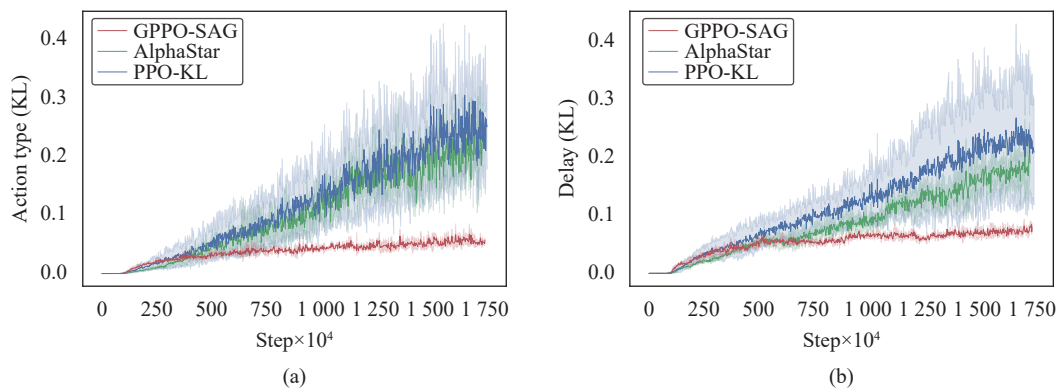 0.4
0.3
0.2
0.1
0.0
Action type (KL)
GPPO-SAG
AlphaStar
PPO-KL
0 250 500 750 1 000 1 250 1 500 1 750
Step×10⁴
(a)
0.4
0.3
0.2
0.1
0.0
Delay (KL)
GPPO-SAG
AlphaStar
PPO-KL
0 250 500 750 1 000 1 250 1 500 1 750
Step×10⁴
(b)